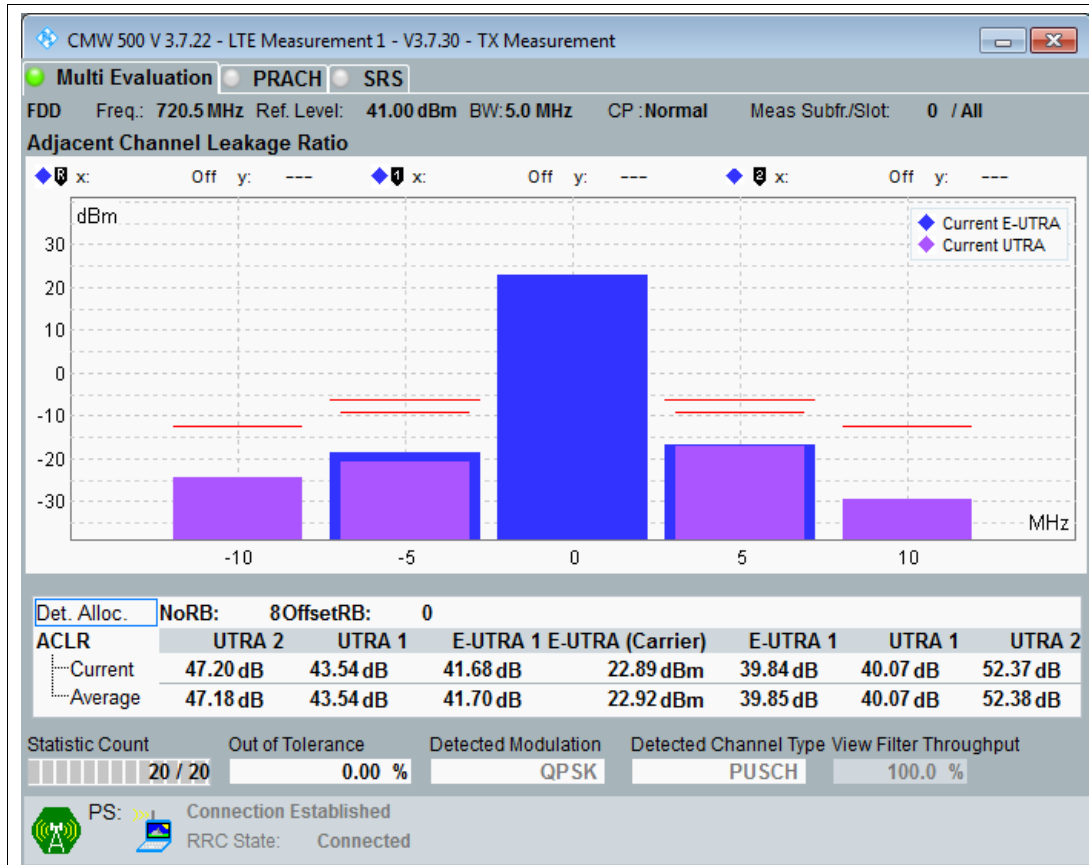 CMW 500 V 3.7.22 - LTE Measurement 1 - V3.7.30 - TX Measurement
Multi Evaluation PRACH SRS
FDD Freq.: 720.5 MHz Ref. Level: 41.00 dBm BW: 5.0 MHz CP : Normal Meas Subfr./Slot: 0 / All
Adjacent Channel Leakage Ratio
R x: Off y: --- 1 x: Off y: --- 2 x: Off y: ---
dBm
Current E-UTRA
Current UTRA
30
20
10
0
-10
-20
-30
MHz
-10 -5 0 5 10
Det. Alloc. NoRB: 8 OffsetRB: 0
ACLR UTRA 2 UTRA 1 E-UTRA 1 E-UTRA (Carrier) E-UTRA 1 UTRA 1 UTRA 2
Current 47.20 dB 43.54 dB 41.68 dB 22.89 dBm 39.84 dB 40.07 dB 52.37 dB
Average 47.18 dB 43.54 dB 41.70 dB 22.92 dBm 39.85 dB 40.07 dB 52.38 dB
Statistic Count Out of Tolerance Detected Modulation Detected Channel Type View Filter Throughput
20 / 20 0.00 % QPSK PUSCH 100.0 %
PS: Connection Established
RRC State: Connected